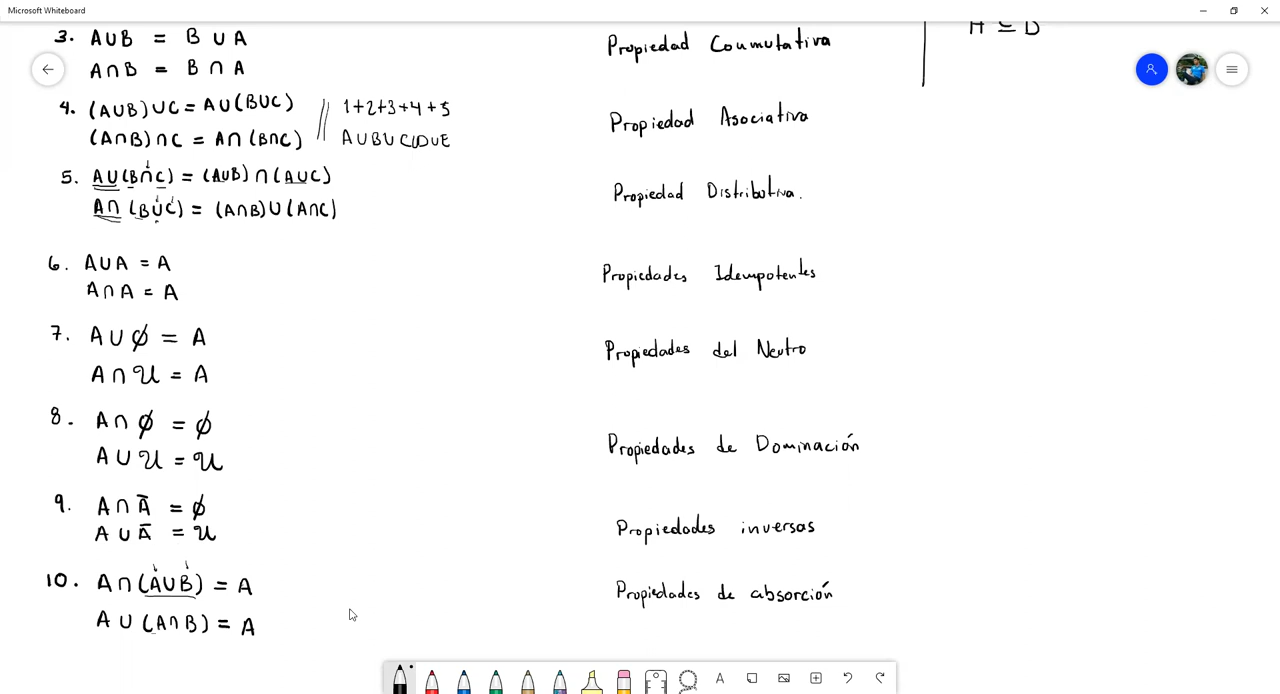 Microsoft Whiteboard
A ⊆ B
3. A∪B = B ∪ A
Propiedad Conmutativa
A∩B = B ∩ A
4. (A∪B)∪C = A∪(B∪C)
1+2+3+4+5
Propiedad Asociativa
(A∩B)∩C = A∩(B∩C)
A∪B∪C∪D∪E
5. A∪(B∩C) = (A∪B)∩(A∪C)
Propiedad Distributiva.
A∩(B∪C) = (A∩B)∪(A∩C)
6. A∪A = A
Propiedades Idempotentes
A∩A = A
7. A∪∅ = A
Propiedades del Neutro
A∩U = A
8. A∩∅ = ∅
Propiedades de Dominación
A∪U = U
9. A∩Ā = ∅
Propiedades inversas
A∪Ā = U
10. A∩(A∪B) = A
Propiedades de absorción
A∪(A∩B) = A